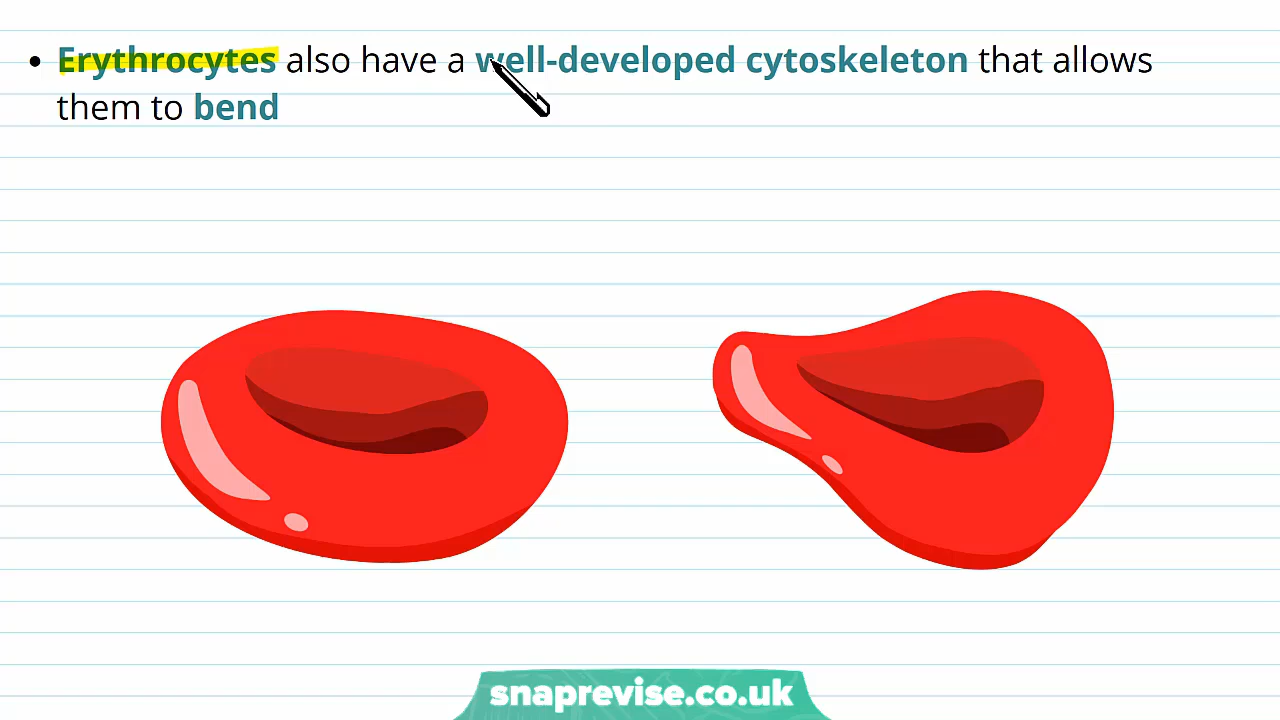 • Erythrocytes also have a well-developed cytoskeleton that allows
them to bend
snaprevise.co.uk